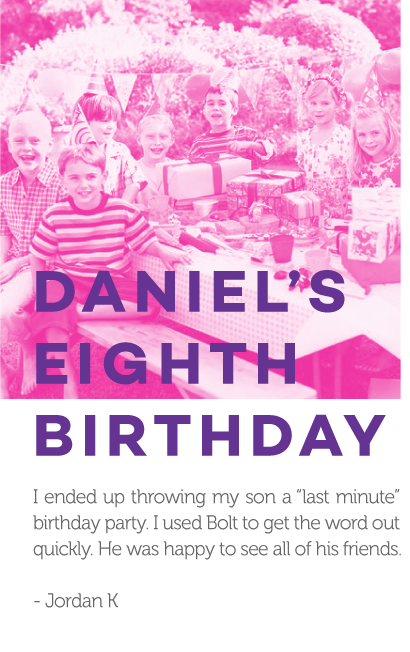 DANIEL’S
EIGHTH
BIRTHDAY
I ended up throwing my son a “last minute”
birthday party. I used Bolt to get the word out
quickly. He was happy to see all of his friends.
- Jordan K